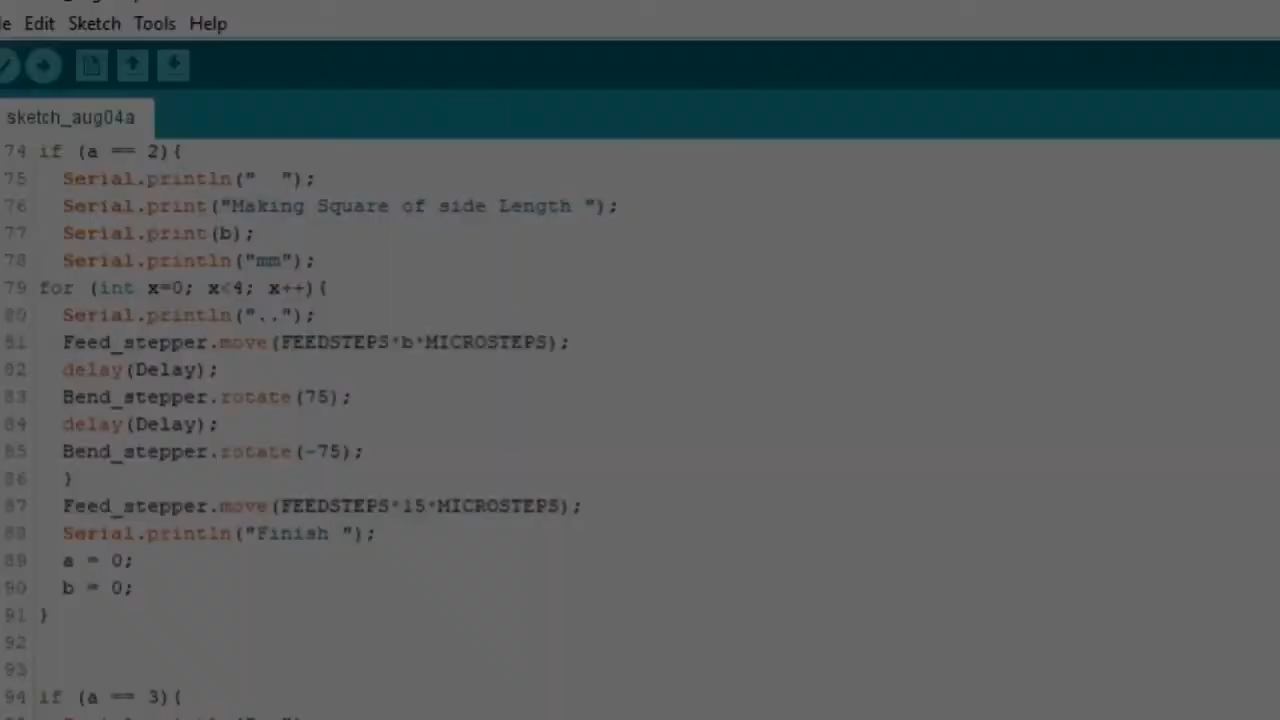 Edit Sketch Tools Help
sketch_aug04a
74 if (a == 2){
75 Serial.println("  ");
76 Serial.print("Making Square of side Length ");
77 Serial.print(b);
78 Serial.println("mm");
79 for (int x=0; x<4; x++){
80 Serial.println("..");
81 Feed_stepper.move(FEEDSTEPS*b*MICROSTEPS);
82 delay(Delay);
83 Bend_stepper.rotate(75);
84 delay(Delay);
85 Bend_stepper.rotate(-75);
86 }
87 Feed_stepper.move(FEEDSTEPS*15*MICROSTEPS);
88 Serial.println("Finish ");
89 a = 0;
90 b = 0;
91 }
92
93
94 if (a == 3){